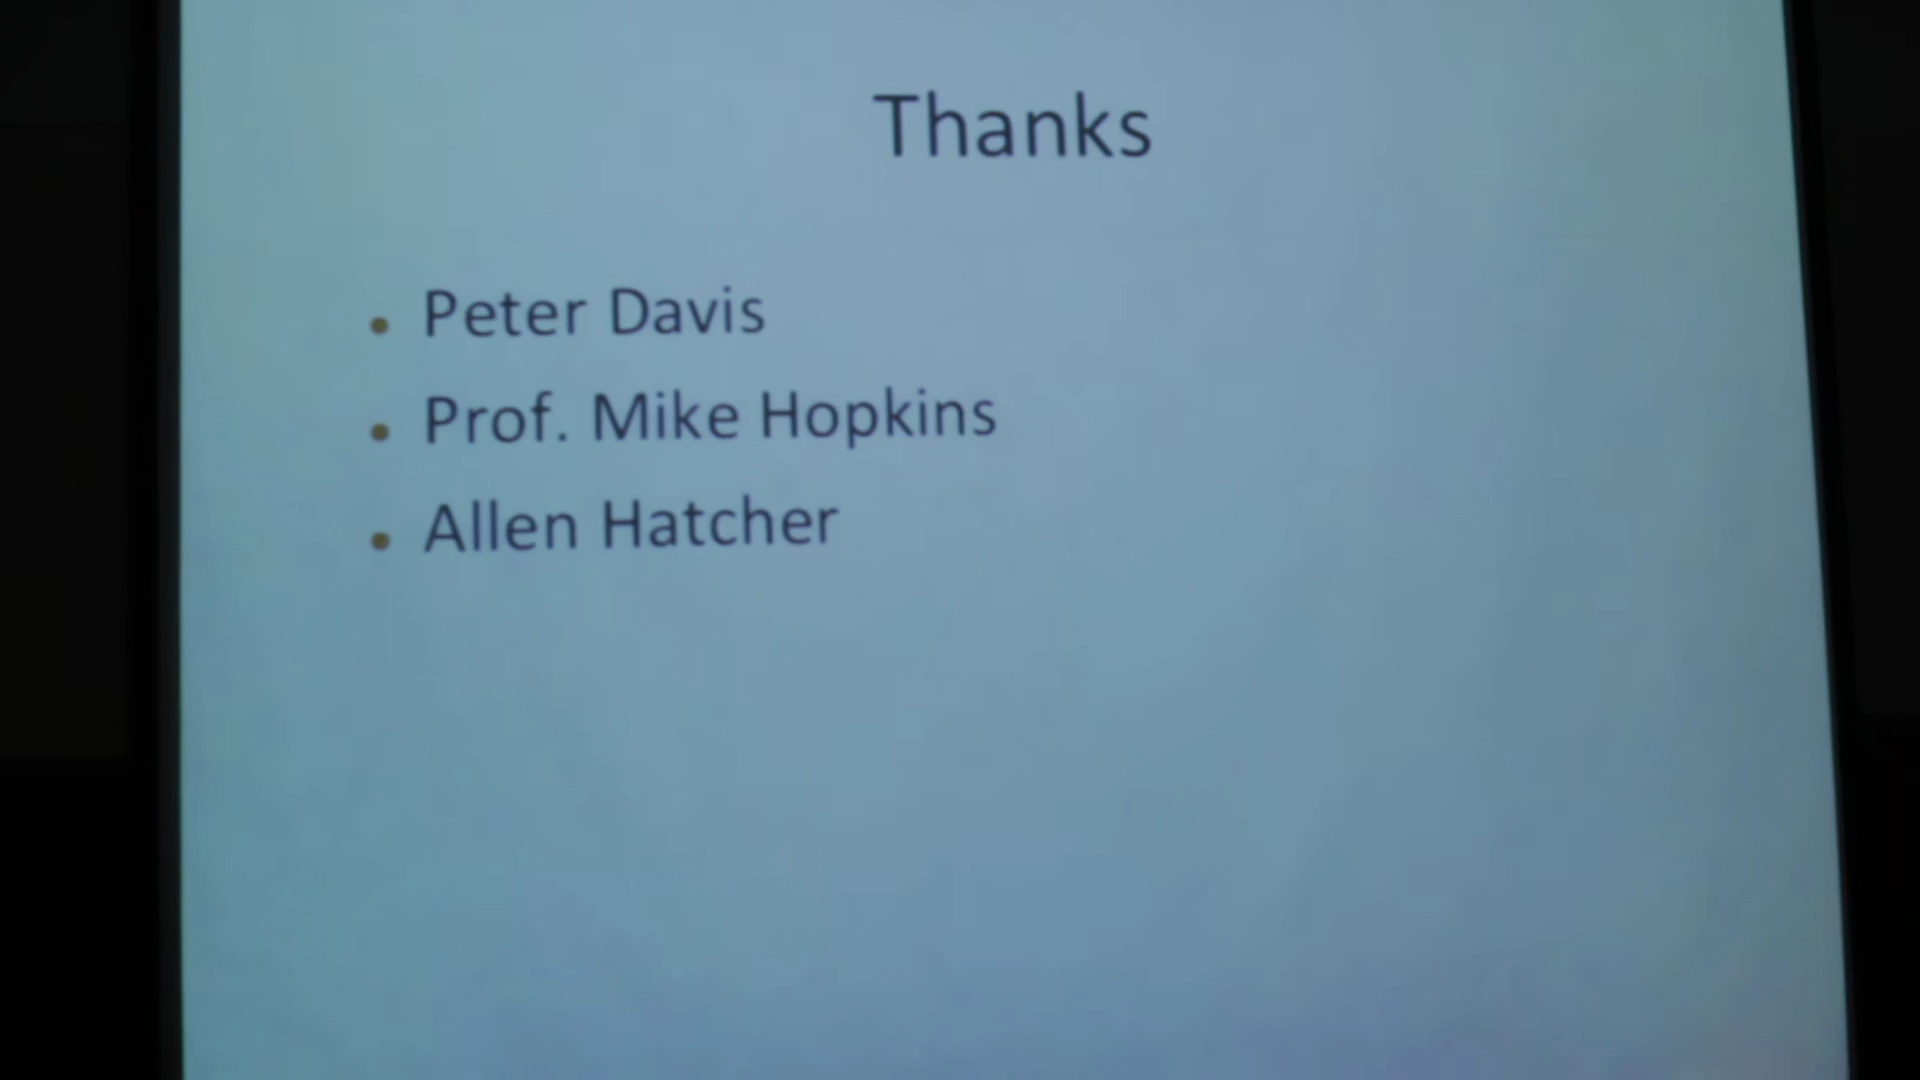 Thanks
• Peter Davis
• Prof. Mike Hopkins
• Allen Hatcher